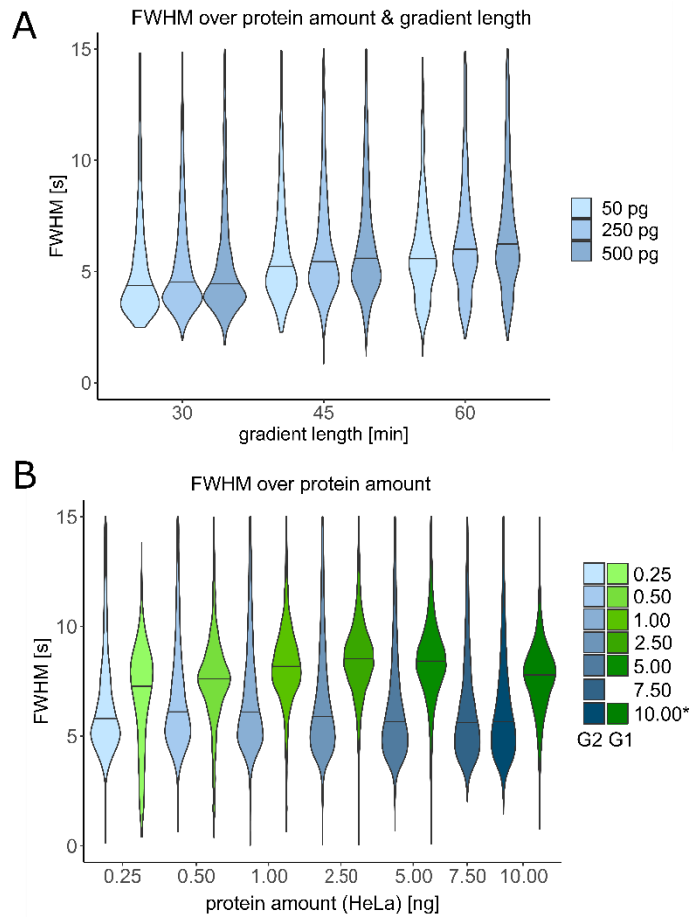 A
FWHM over protein amount & gradient length
15
10
5
0
FWHM [s]
30 45 60
gradient length [min]
50 pg
250 pg
500 pg
B
FWHM over protein amount
15
10
5
0
FWHM [s]
0.25 0.50 1.00 2.50 5.00 7.50 10.00
protein amount (HeLa) [ng]
0.25
0.50
1.00
2.50
5.00
7.50
10.00*
G2 G1